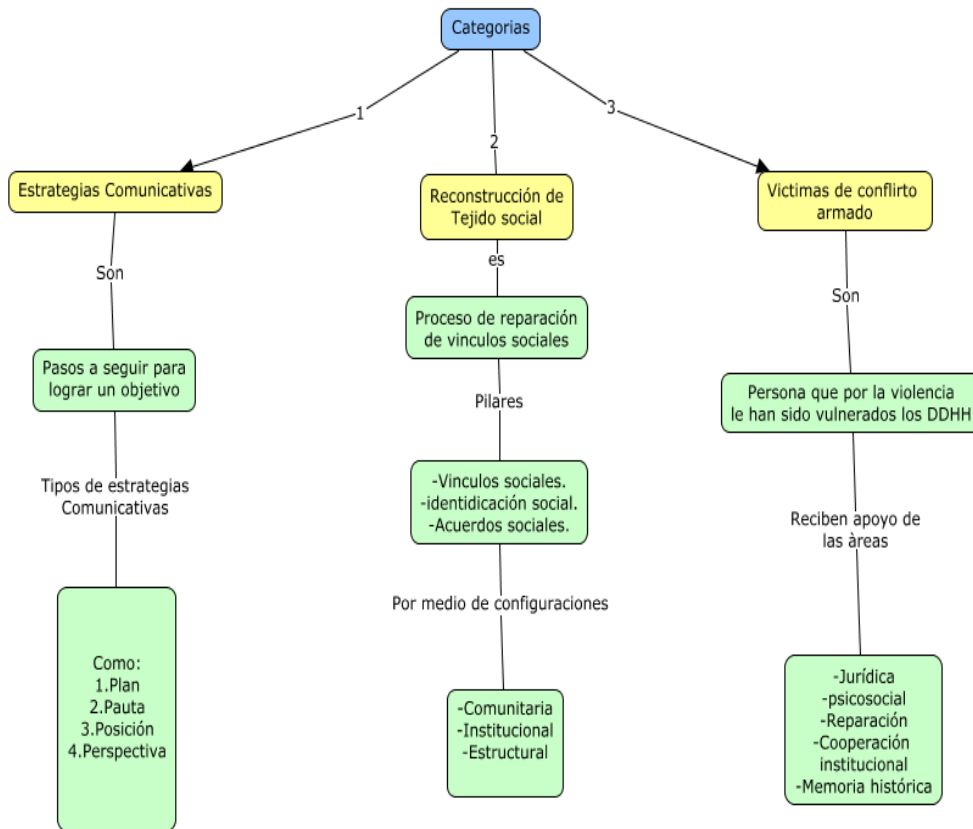 Categorias
1
2
3
Estrategias Comunicativas
Son
Pasos a seguir para
lograr un objetivo
Tipos de estrategias
Comunicativas
Como:
1.Plan
2.Pauta
3.Posición
4.Perspectiva
Reconstrucción de
Tejido social
es
Proceso de reparación
de vinculos sociales
Pilares
-Vinculos sociales.
-identidicación social.
-Acuerdos sociales.
Por medio de configuraciones
-Comunitaria
-Institucional
-Estructural
Victimas de conflirto
armado
Son
Persona que por la violencia
le han sido vulnerados los DDHH
Reciben apoyo de
las àreas
-Jurídica
-psicosocial
-Reparación
-Cooperación
institucional
-Memoria histórica